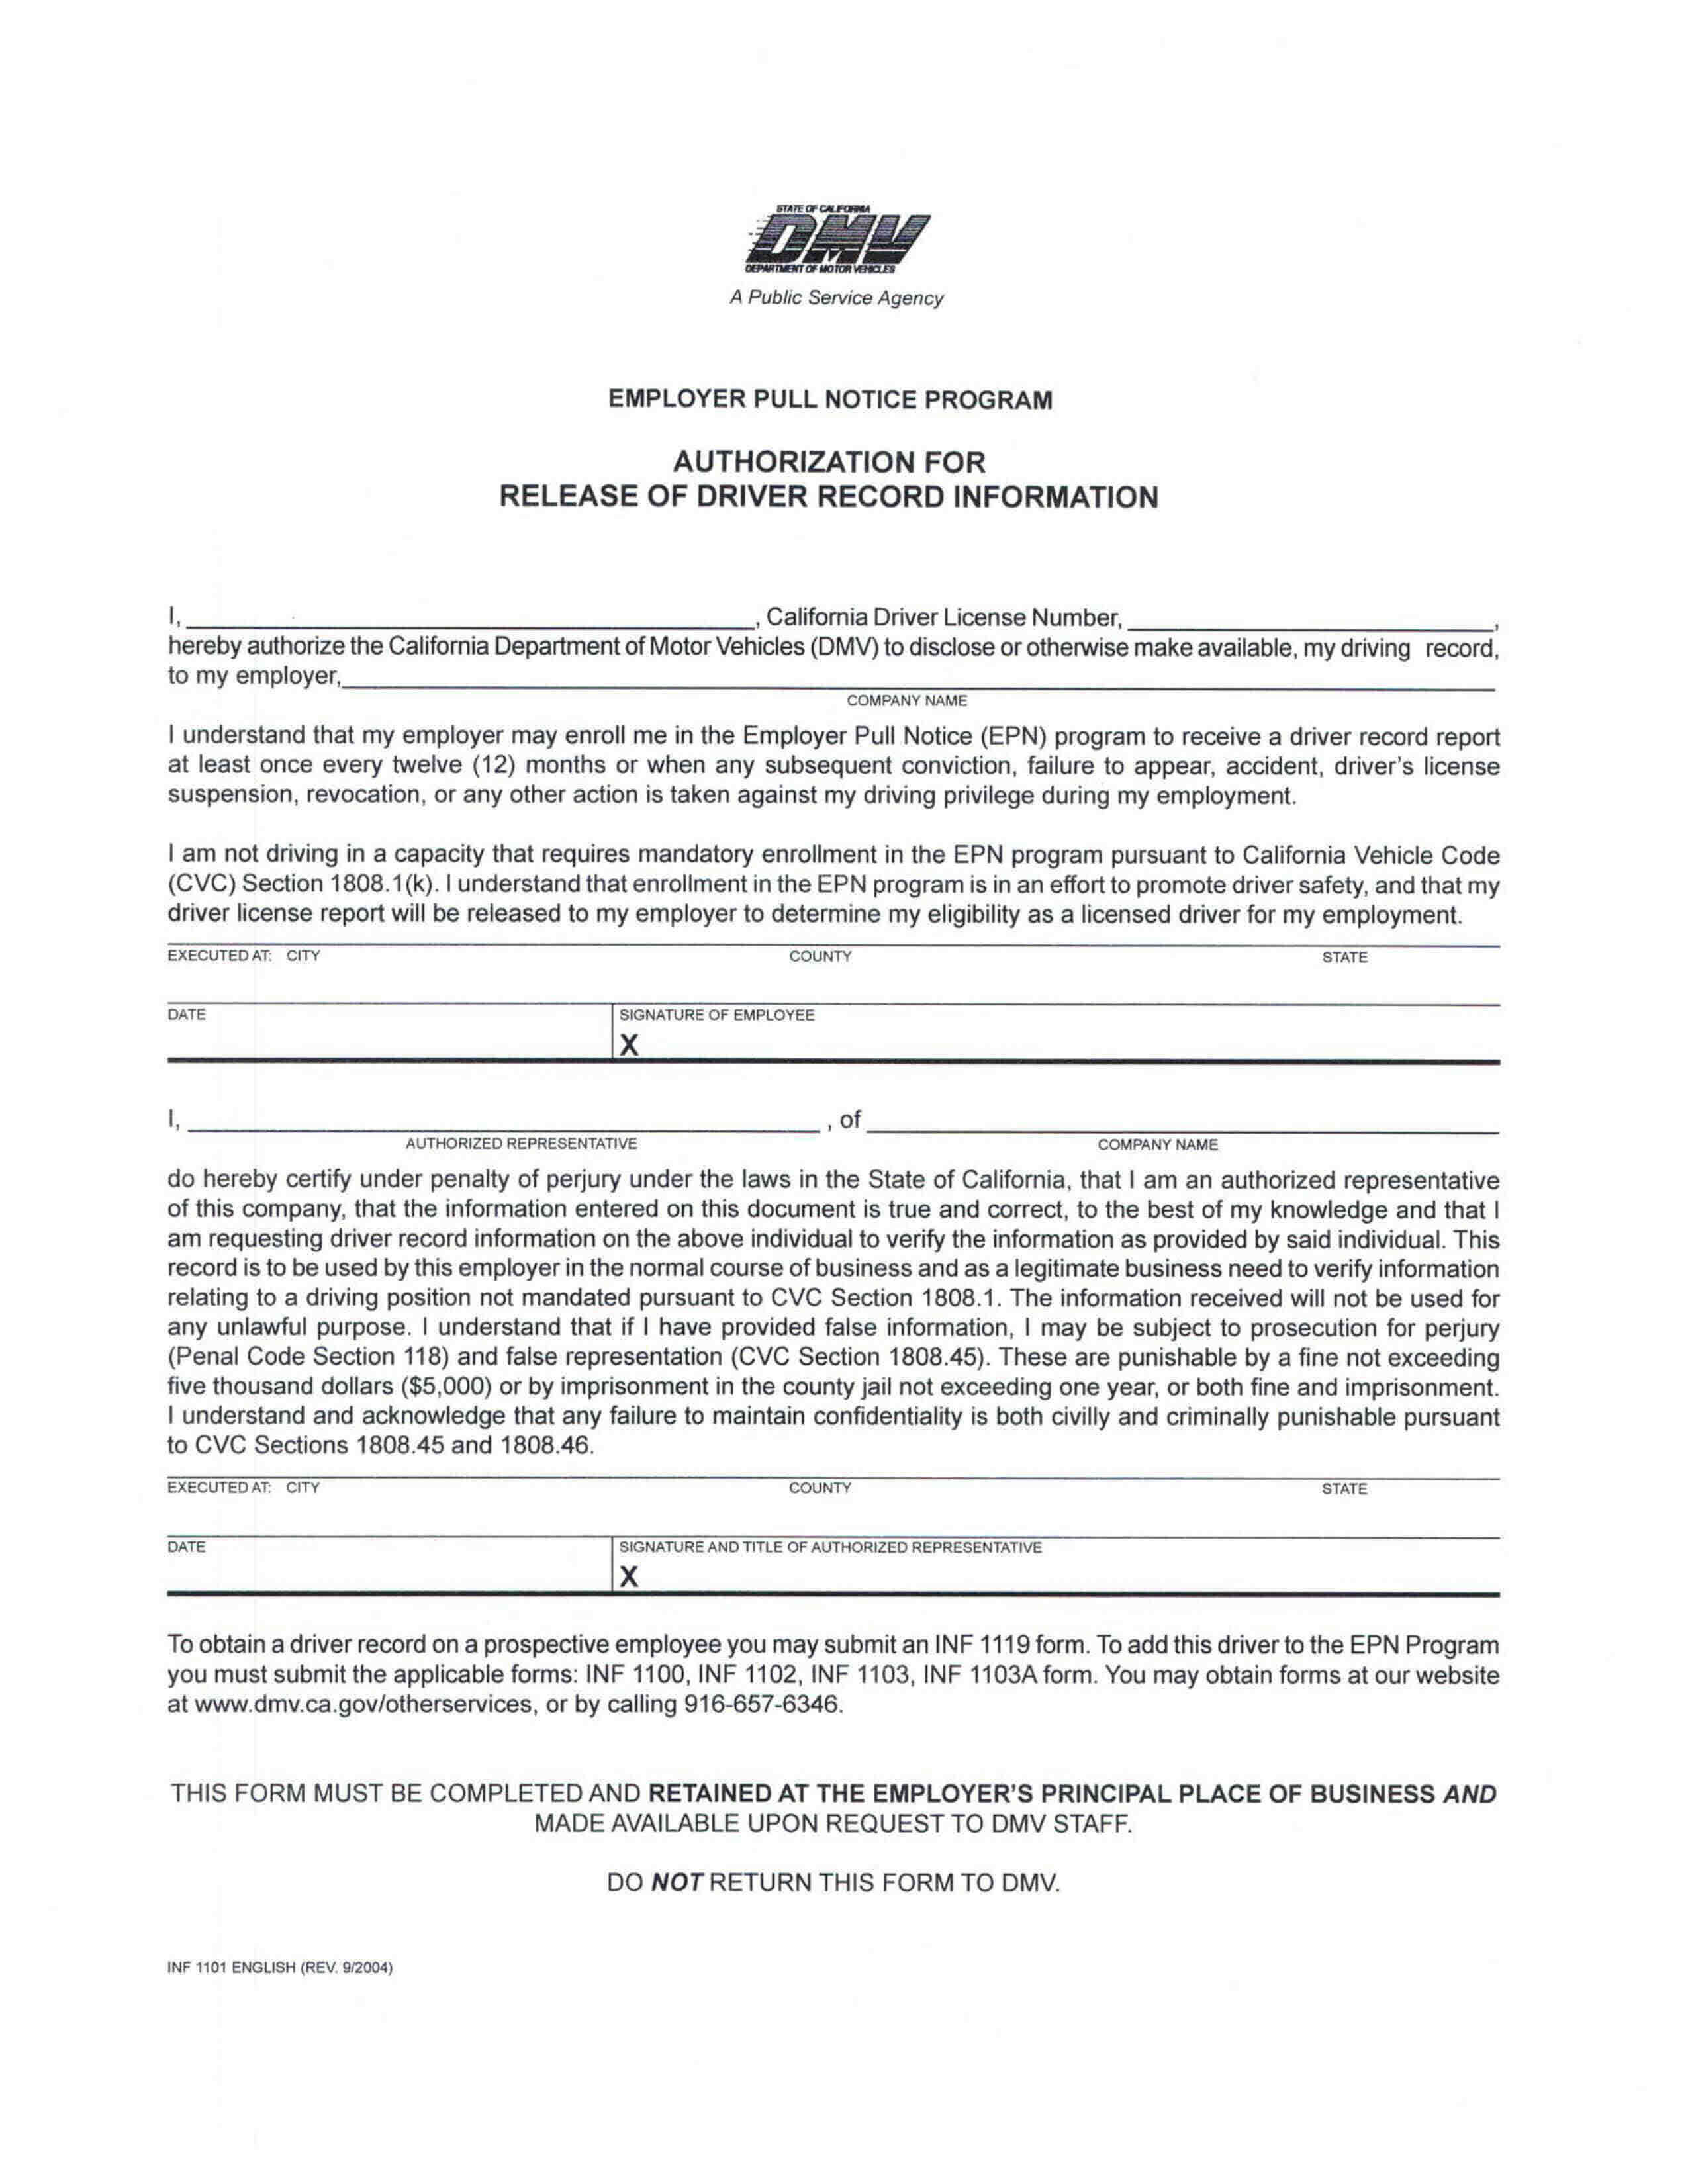 STATE OF CALIFORNIA
DMV
DEPARTMENT OF MOTOR VEHICLES
A Public Service Agency
EMPLOYER PULL NOTICE PROGRAM
AUTHORIZATION FOR
RELEASE OF DRIVER RECORD INFORMATION
I, , California Driver License Number, ,
hereby authorize the California Department of Motor Vehicles (DMV) to disclose or otherwise make available, my driving record,
to my employer,
COMPANY NAME
I understand that my employer may enroll me in the Employer Pull Notice (EPN) program to receive a driver record report
at least once every twelve (12) months or when any subsequent conviction, failure to appear, accident, driver's license
suspension, revocation, or any other action is taken against my driving privilege during my employment.
I am not driving in a capacity that requires mandatory enrollment in the EPN program pursuant to California Vehicle Code
(CVC) Section 1808.1(k). I understand that enrollment in the EPN program is in an effort to promote driver safety, and that my
driver license report will be released to my employer to determine my eligibility as a licensed driver for my employment.
EXECUTED AT: CITY COUNTY STATE
DATE SIGNATURE OF EMPLOYEE
X
I, , of
AUTHORIZED REPRESENTATIVE COMPANY NAME
do hereby certify under penalty of perjury under the laws in the State of California, that I am an authorized representative
of this company, that the information entered on this document is true and correct, to the best of my knowledge and that I
am requesting driver record information on the above individual to verify the information as provided by said individual. This
record is to be used by this employer in the normal course of business and as a legitimate business need to verify information
relating to a driving position not mandated pursuant to CVC Section 1808.1. The information received will not be used for
any unlawful purpose. I understand that if I have provided false information, I may be subject to prosecution for perjury
(Penal Code Section 118) and false representation (CVC Section 1808.45). These are punishable by a fine not exceeding
five thousand dollars ($5,000) or by imprisonment in the county jail not exceeding one year, or both fine and imprisonment.
I understand and acknowledge that any failure to maintain confidentiality is both civilly and criminally punishable pursuant
to CVC Sections 1808.45 and 1808.46.
EXECUTED AT: CITY COUNTY STATE
DATE SIGNATURE AND TITLE OF AUTHORIZED REPRESENTATIVE
X
To obtain a driver record on a prospective employee you may submit an INF 1119 form. To add this driver to the EPN Program
you must submit the applicable forms: INF 1100, INF 1102, INF 1103, INF 1103A form. You may obtain forms at our website
at www.dmv.ca.gov/otherservices, or by calling 916-657-6346.
THIS FORM MUST BE COMPLETED AND RETAINED AT THE EMPLOYER'S PRINCIPAL PLACE OF BUSINESS AND
MADE AVAILABLE UPON REQUEST TO DMV STAFF.
DO NOT RETURN THIS FORM TO DMV.
INF 1101 ENGLISH (REV. 9/2004)